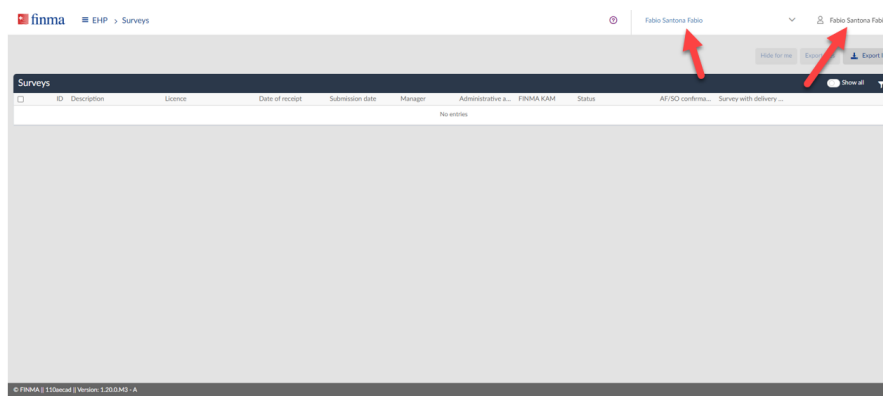 finma EHP > Surveys Fabio Santona Fabio Fabio Santona Fabi
Hide for me Export Export
Surveys Show all
ID Description Licence Date of receipt Submission date Manager Administrative a... FINMA KAM Status AF/SO confirma... Survey with delivery ...
No entries
© FINMA || 110aecad || Version: 1.20.0.M3 - A